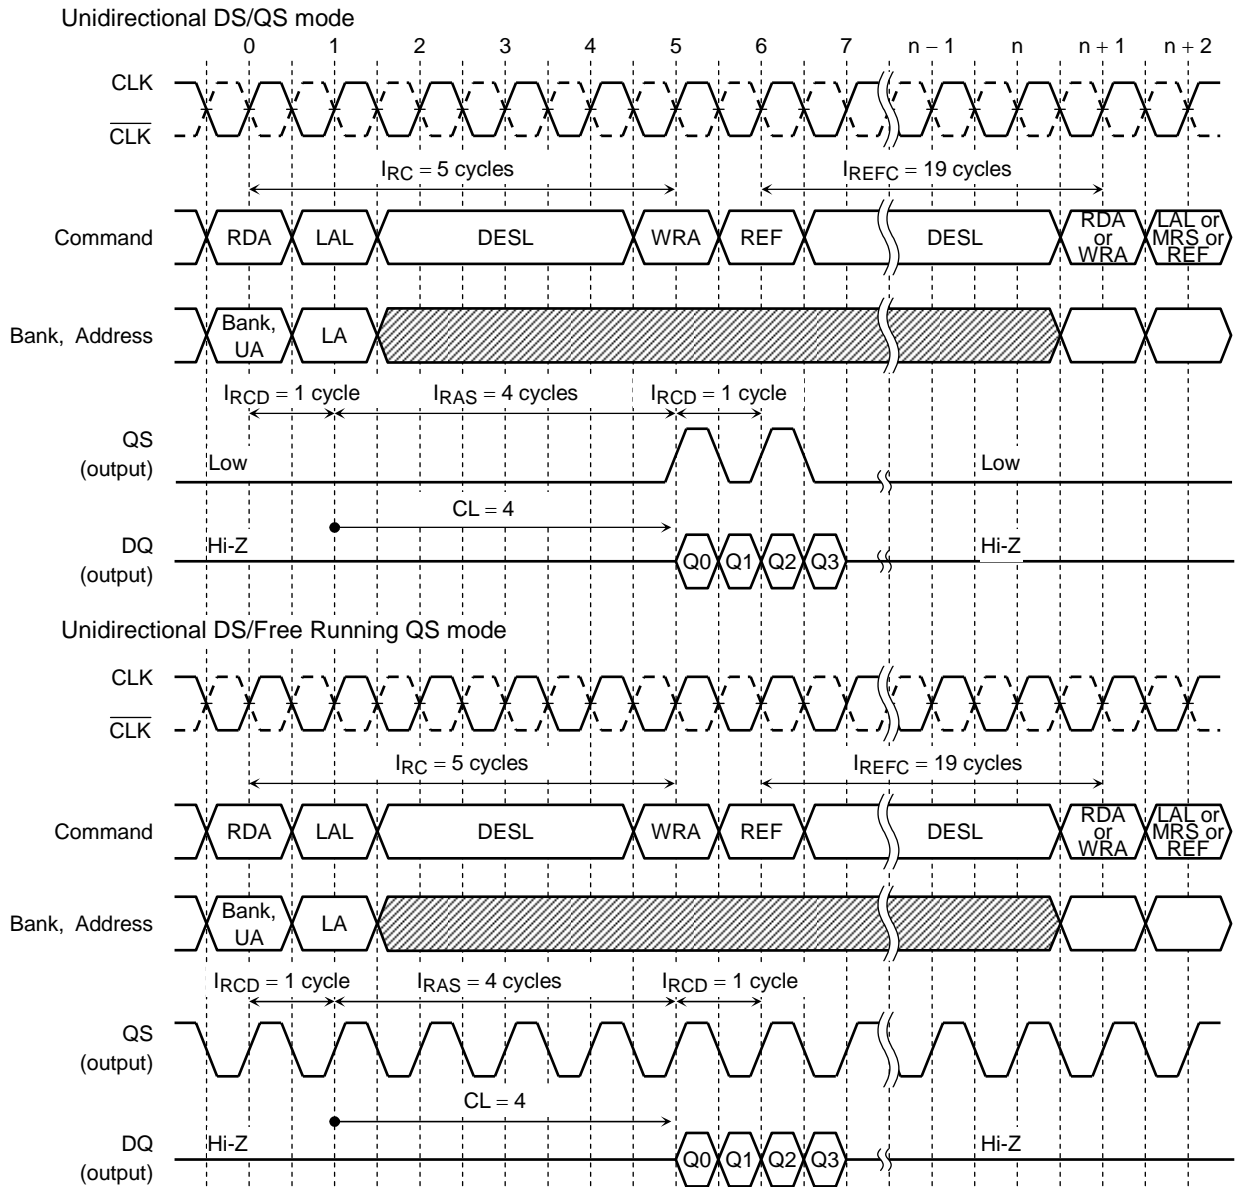 Unidirectional DS/QS mode
0 1 2 3 4 5 6 7 n − 1 n n + 1 n + 2
CLK
CLK
IRC = 5 cycles IREFC = 19 cycles
Command RDA LAL DESL WRA REF DESL RDA or WRA LAL or MRS or REF
Bank, Address Bank, UA LA
IRCD = 1 cycle IRAS = 4 cycles IRCD = 1 cycle
QS
(output) Low Low
CL = 4
DQ Hi-Z Hi-Z
(output) Q0 Q1 Q2 Q3
Unidirectional DS/Free Running QS mode
CLK
CLK
IRC = 5 cycles IREFC = 19 cycles
Command RDA LAL DESL WRA REF DESL RDA or WRA LAL or MRS or REF
Bank, Address Bank, UA LA
IRCD = 1 cycle IRAS = 4 cycles IRCD = 1 cycle
QS
(output)
CL = 4
DQ Hi-Z Hi-Z
(output) Q0 Q1 Q2 Q3